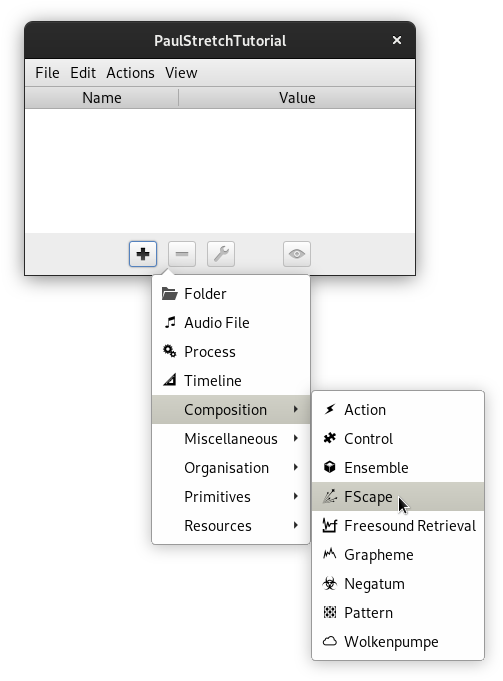 PaulStretchTutorial
File Edit Actions View
Name Value
Folder
Audio File
Process
Timeline
Composition
Miscellaneous
Organisation
Primitives
Resources
Action
Control
Ensemble
FScape
Freesound Retrieval
Grapheme
Negatum
Pattern
Wolkenpumpe